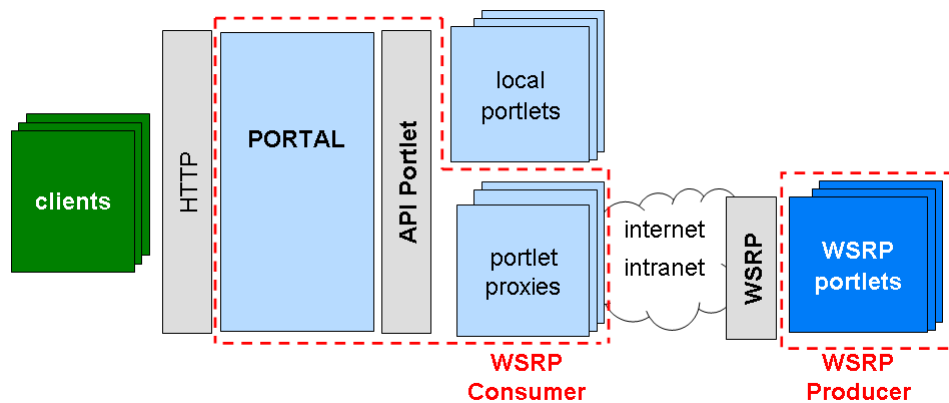 clients
HTTP
PORTAL
API Portlet
local
portlets
portlet
proxies
internet
intranet
WSRP
WSRP
portlets
WSRP
Consumer
WSRP
Producer